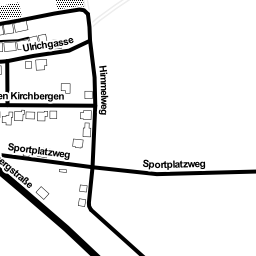 Ulrichgasse
Himmelweg
en Kirchbergen
Sportplatzweg
Sportplatzweg
ergstraße